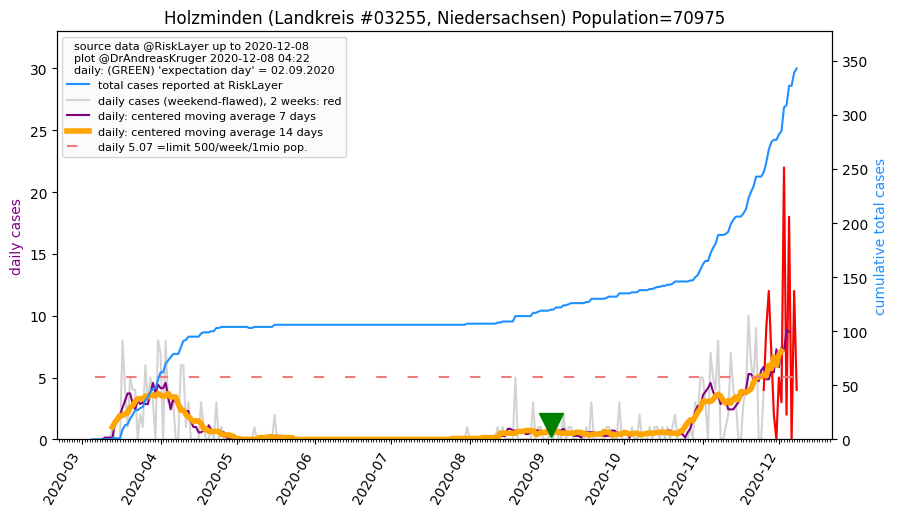 Holzminden (Landkreis #03255, Niedersachsen) Population=70975
source data @RiskLayer up to 2020-12-08
plot @DrAndreasKruger 2020-12-08 04:22
daily: (GREEN) 'expectation day' = 02.09.2020
total cases reported at RiskLayer
daily cases (weekend-flawed), 2 weeks: red
daily: centered moving average 7 days
daily: centered moving average 14 days
daily 5.07 =limit 500/week/1mio pop.
daily cases
30
25
20
15
10
5
0
cumulative total cases
350
300
250
200
150
100
50
0
2020-03
2020-04
2020-05
2020-06
2020-07
2020-08
2020-09
2020-10
2020-11
2020-12